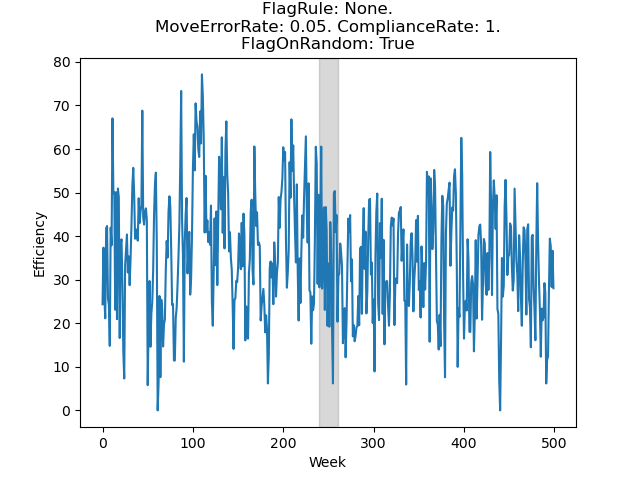 FlagRule: None.
MoveErrorRate: 0.05. ComplianceRate: 1.
FlagOnRandom: True
80
70
60
50
40
30
20
10
0
Efficiency
0 100 200 300 400 500
Week